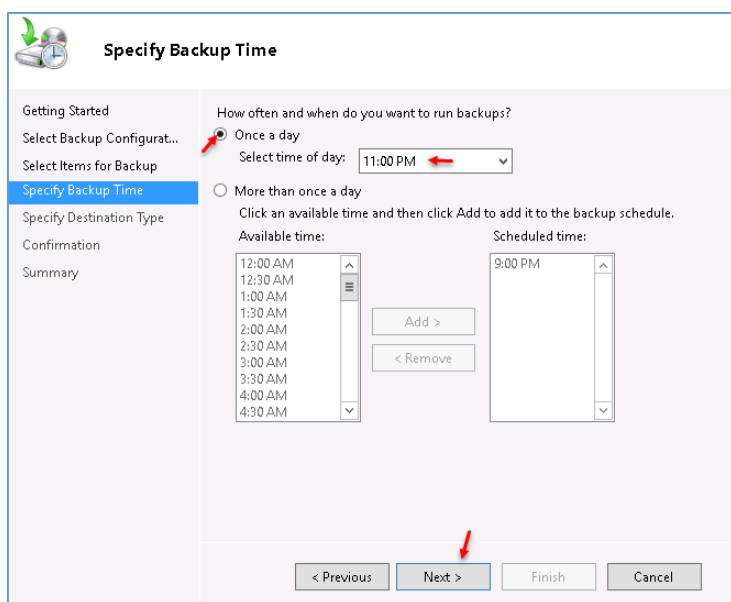 Specify Backup Time
Getting Started
Select Backup Configurat...
Select Items for Backup
Specify Backup Time
Specify Destination Type
Confirmation
Summary
How often and when do you want to run backups?
Once a day
Select time of day: 11:00 PM
More than once a day
Click an available time and then click Add to add it to the backup schedule.
Available time: Scheduled time:
12:00 AM
12:30 AM
1:00 AM
1:30 AM
2:00 AM
2:30 AM
3:00 AM
3:30 AM
4:00 AM
4:30 AM
Add >
< Remove
9:00 PM
< Previous Next > Finish Cancel